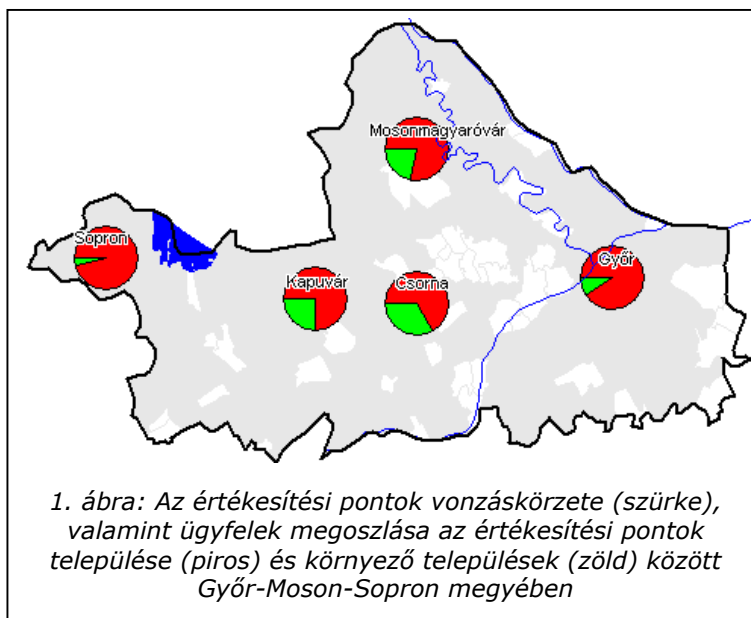 Mosonmagyaróvár
Sopron
Győr
Kapuvár
Csorna
1. ábra: Az értékesítési pontok vonzáskörzete (szürke),
valamint ügyfelek megoszlása az értékesítési pontok
települése (piros) és környező települések (zöld) között
Győr-Moson-Sopron megyében